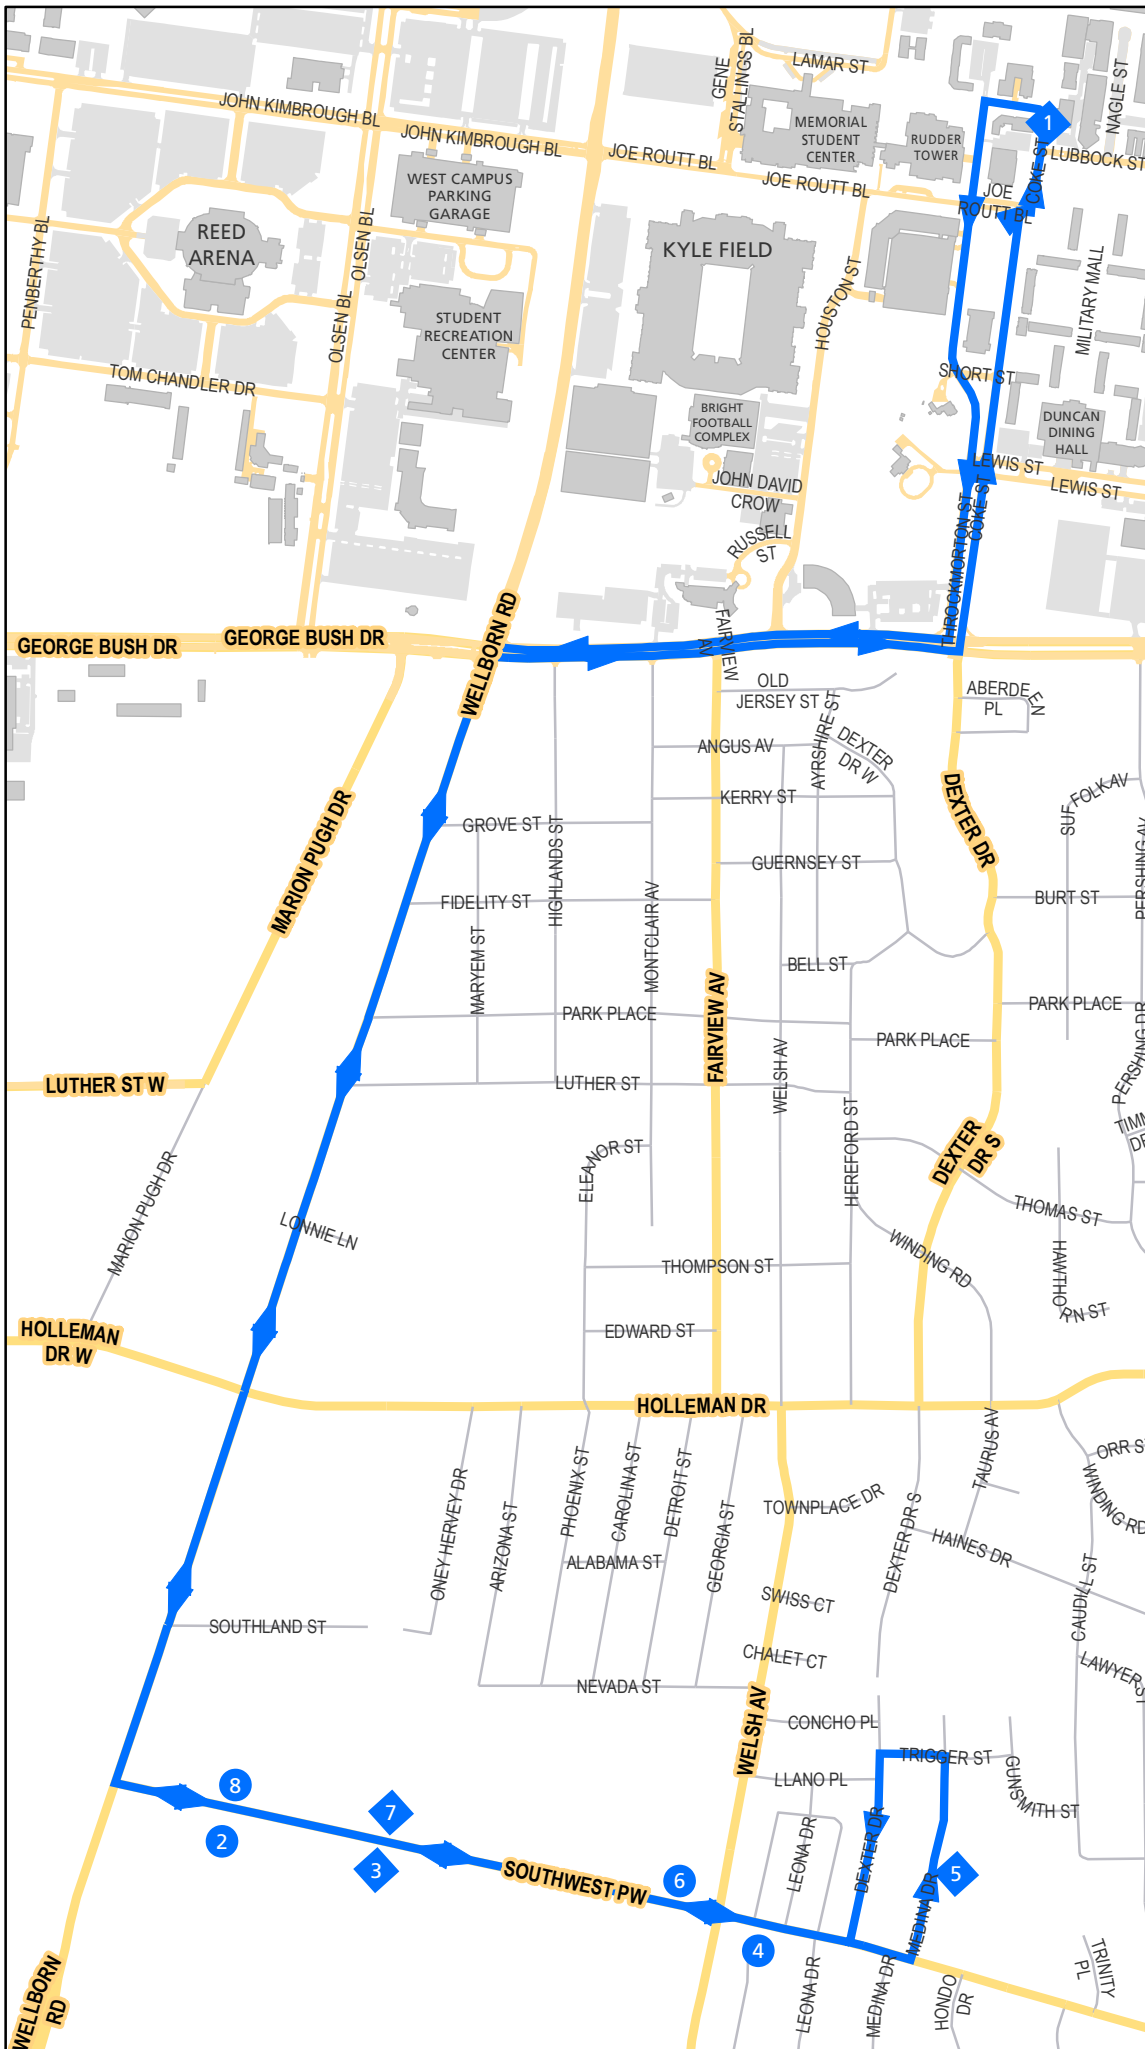 LAMAR ST
GENE
STALLINGS BL
NAGLE ST
JOHN KIMBROUGH BL
JOHN KIMBROUGH BL
MEMORIAL
STUDENT
CENTER
RUDDER
TOWER
1
COKE ST
LUBBOCK ST
JOE ROUTT BL
JOE ROUTT BL
JOE
ROUTT BL
WEST CAMPUS
PARKING
GARAGE
REED
ARENA
OLSEN BL
OLSEN BL
PENBERTHY BL
KYLE FIELD
HOUSTON ST
MILITARY MALL
STUDENT
RECREATION
CENTER
TOM CHANDLER DR
SHORT ST
BRIGHT
FOOTBALL
COMPLEX
DUNCAN
DINING
HALL
LEWIS ST
LEWIS ST
JOHN DAVID
CROW
RUSSELL
ST
THROCKMORTON ST
COKE ST
GEORGE BUSH DR
GEORGE BUSH DR
WELLBORN RD
FAIRVIEW
AV
OLD
JERSEY ST
ABERDEEN
PL
ANGUS AV
AYRSHIRE ST
DEXTER
DR W
KERRY ST
DEXTER DR
SUFFOLK AV
PERSHING AV
MARION PUGH DR
GROVE ST
HIGHLANDS ST
GUERNSEY ST
FIDELITY ST
MONTCLAIR AV
BURT ST
MARYEM ST
BELL ST
FAIRVIEW AV
PARK PLACE
PARK PLACE
PARK PLACE
PERSHING DR
LUTHER ST W
LUTHER ST
WELSH AV
HEREFORD ST
ELEANOR ST
DEXTER
DR S
MARION PUGH DR
LONNIE LN
THOMAS ST
WINDING RD
HAWTHORN ST
THOMPSON ST
EDWARD ST
HOLLEMAN
DR W
HOLLEMAN DR
TAURUS AV
ORR ST
WINDING RD
ONEY HERVEY DR
ARIZONA ST
PHOENIX ST
CAROLINA ST
DETROIT ST
GEORGIA ST
TOWNPLACE DR
DEXTER DR S
HAINES DR
ALABAMA ST
SWISS CT
CAUDILL ST
SOUTHLAND ST
CHALET CT
LAWYER ST
NEVADA ST
WELSH AV
CONCHO PL
TRIGGER ST
GUNSMITH ST
LLANO PL
8
7
2
3
SOUTHWEST PW
6
LEONA DR
DEXTER DR
5
MEDINA DR
4
LEONA DR
MEDINA DR
HONDO
DR
TRINITY
PL
WELLBORN
RD